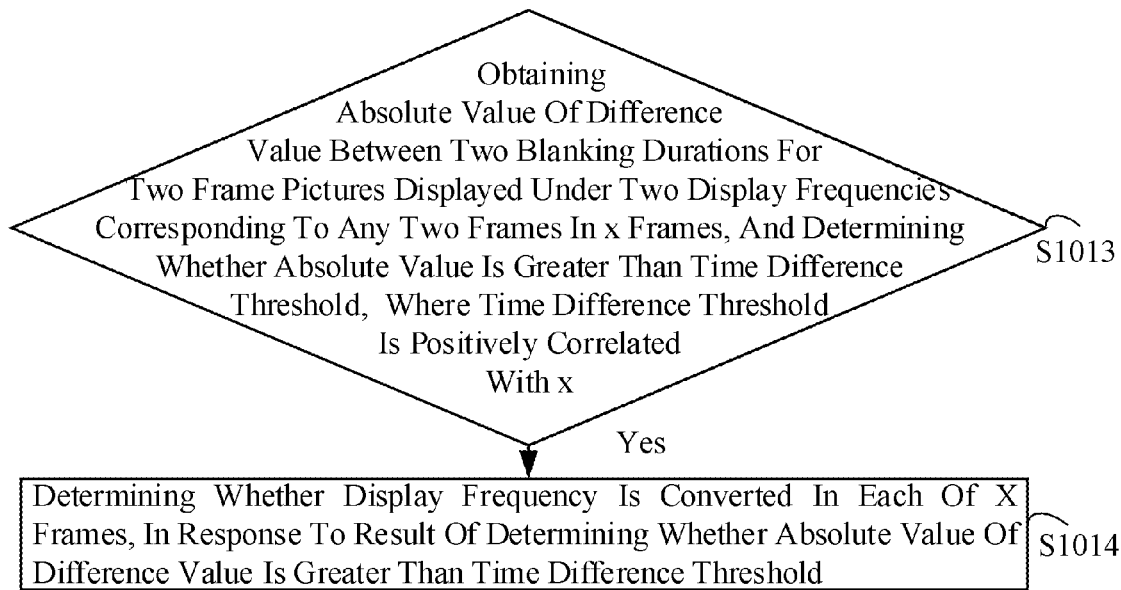 Obtaining
Absolute Value Of Difference
Value Between Two Blanking Durations For
Two Frame Pictures Displayed Under Two Display Frequencies
Corresponding To Any Two Frames In x Frames, And Determining
Whether Absolute Value Is Greater Than Time Difference
Threshold, Where Time Difference Threshold
Is Positively Correlated
With x
S1013
Yes
Determining Whether Display Frequency Is Converted In Each Of X
Frames, In Response To Result Of Determining Whether Absolute Value Of
Difference Value Is Greater Than Time Difference Threshold
S1014